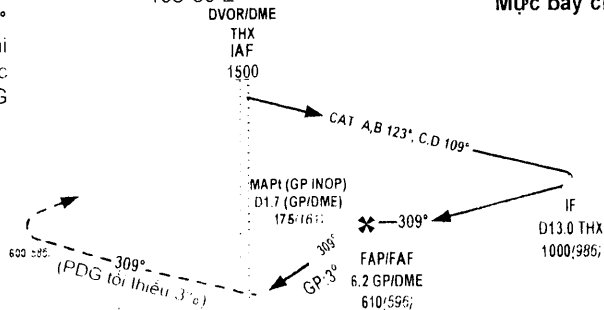 Mực bay c
DVOR/DME
THX
IAF
1500
CAT A,B 123°, C,D 109°
MAPt (GP INOP)
D1.7 (GP/DME)
309°
IF
D13.0 THX
1000(985)
309°
GP:3°
FAP/FAF
6.2 GP/DME
610(595)
309°
(PDG tối thiểu 3%)